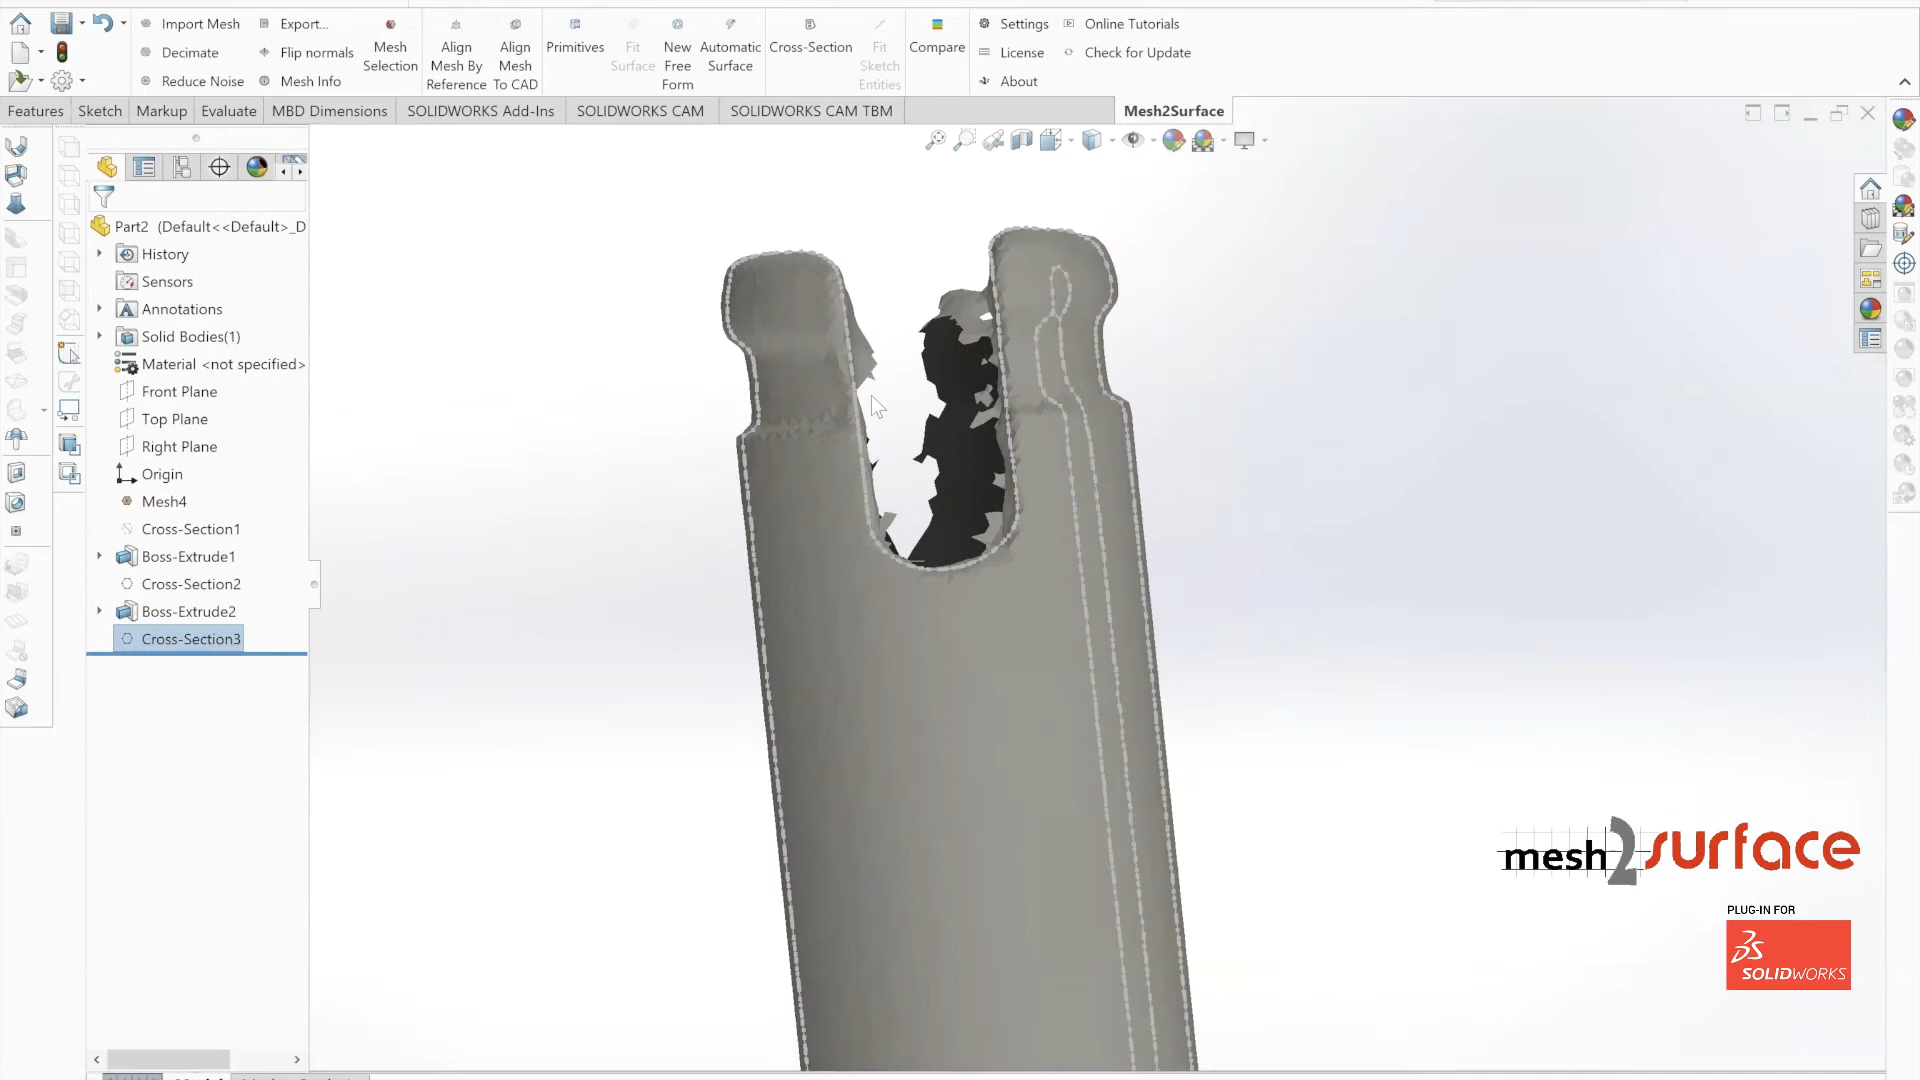 Import Mesh
Export...
Decimate
Flip normals
Reduce Noise
Mesh Info
Mesh
Selection
Align
Mesh By
Reference
Align
Mesh
To CAD
Primitives
Fit
Surface
New
Free
Form
Automatic
Surface
Cross-Section
Fit
Sketch
Entities
Compare
Settings
Online Tutorials
License
Check for Update
About
Features
Sketch
Markup
Evaluate
MBD Dimensions
SOLIDWORKS Add-Ins
SOLIDWORKS CAM
SOLIDWORKS CAM TBM
Mesh2Surface
Part2 (Default<<Default>_D
History
Sensors
Annotations
Solid Bodies(1)
Material <not specified>
Front Plane
Top Plane
Right Plane
Origin
Mesh4
Cross-Section1
Boss-Extrude1
Cross-Section2
Boss-Extrude2
Cross-Section3
mesh2surface
PLUG-IN FOR
SOLIDWORKS